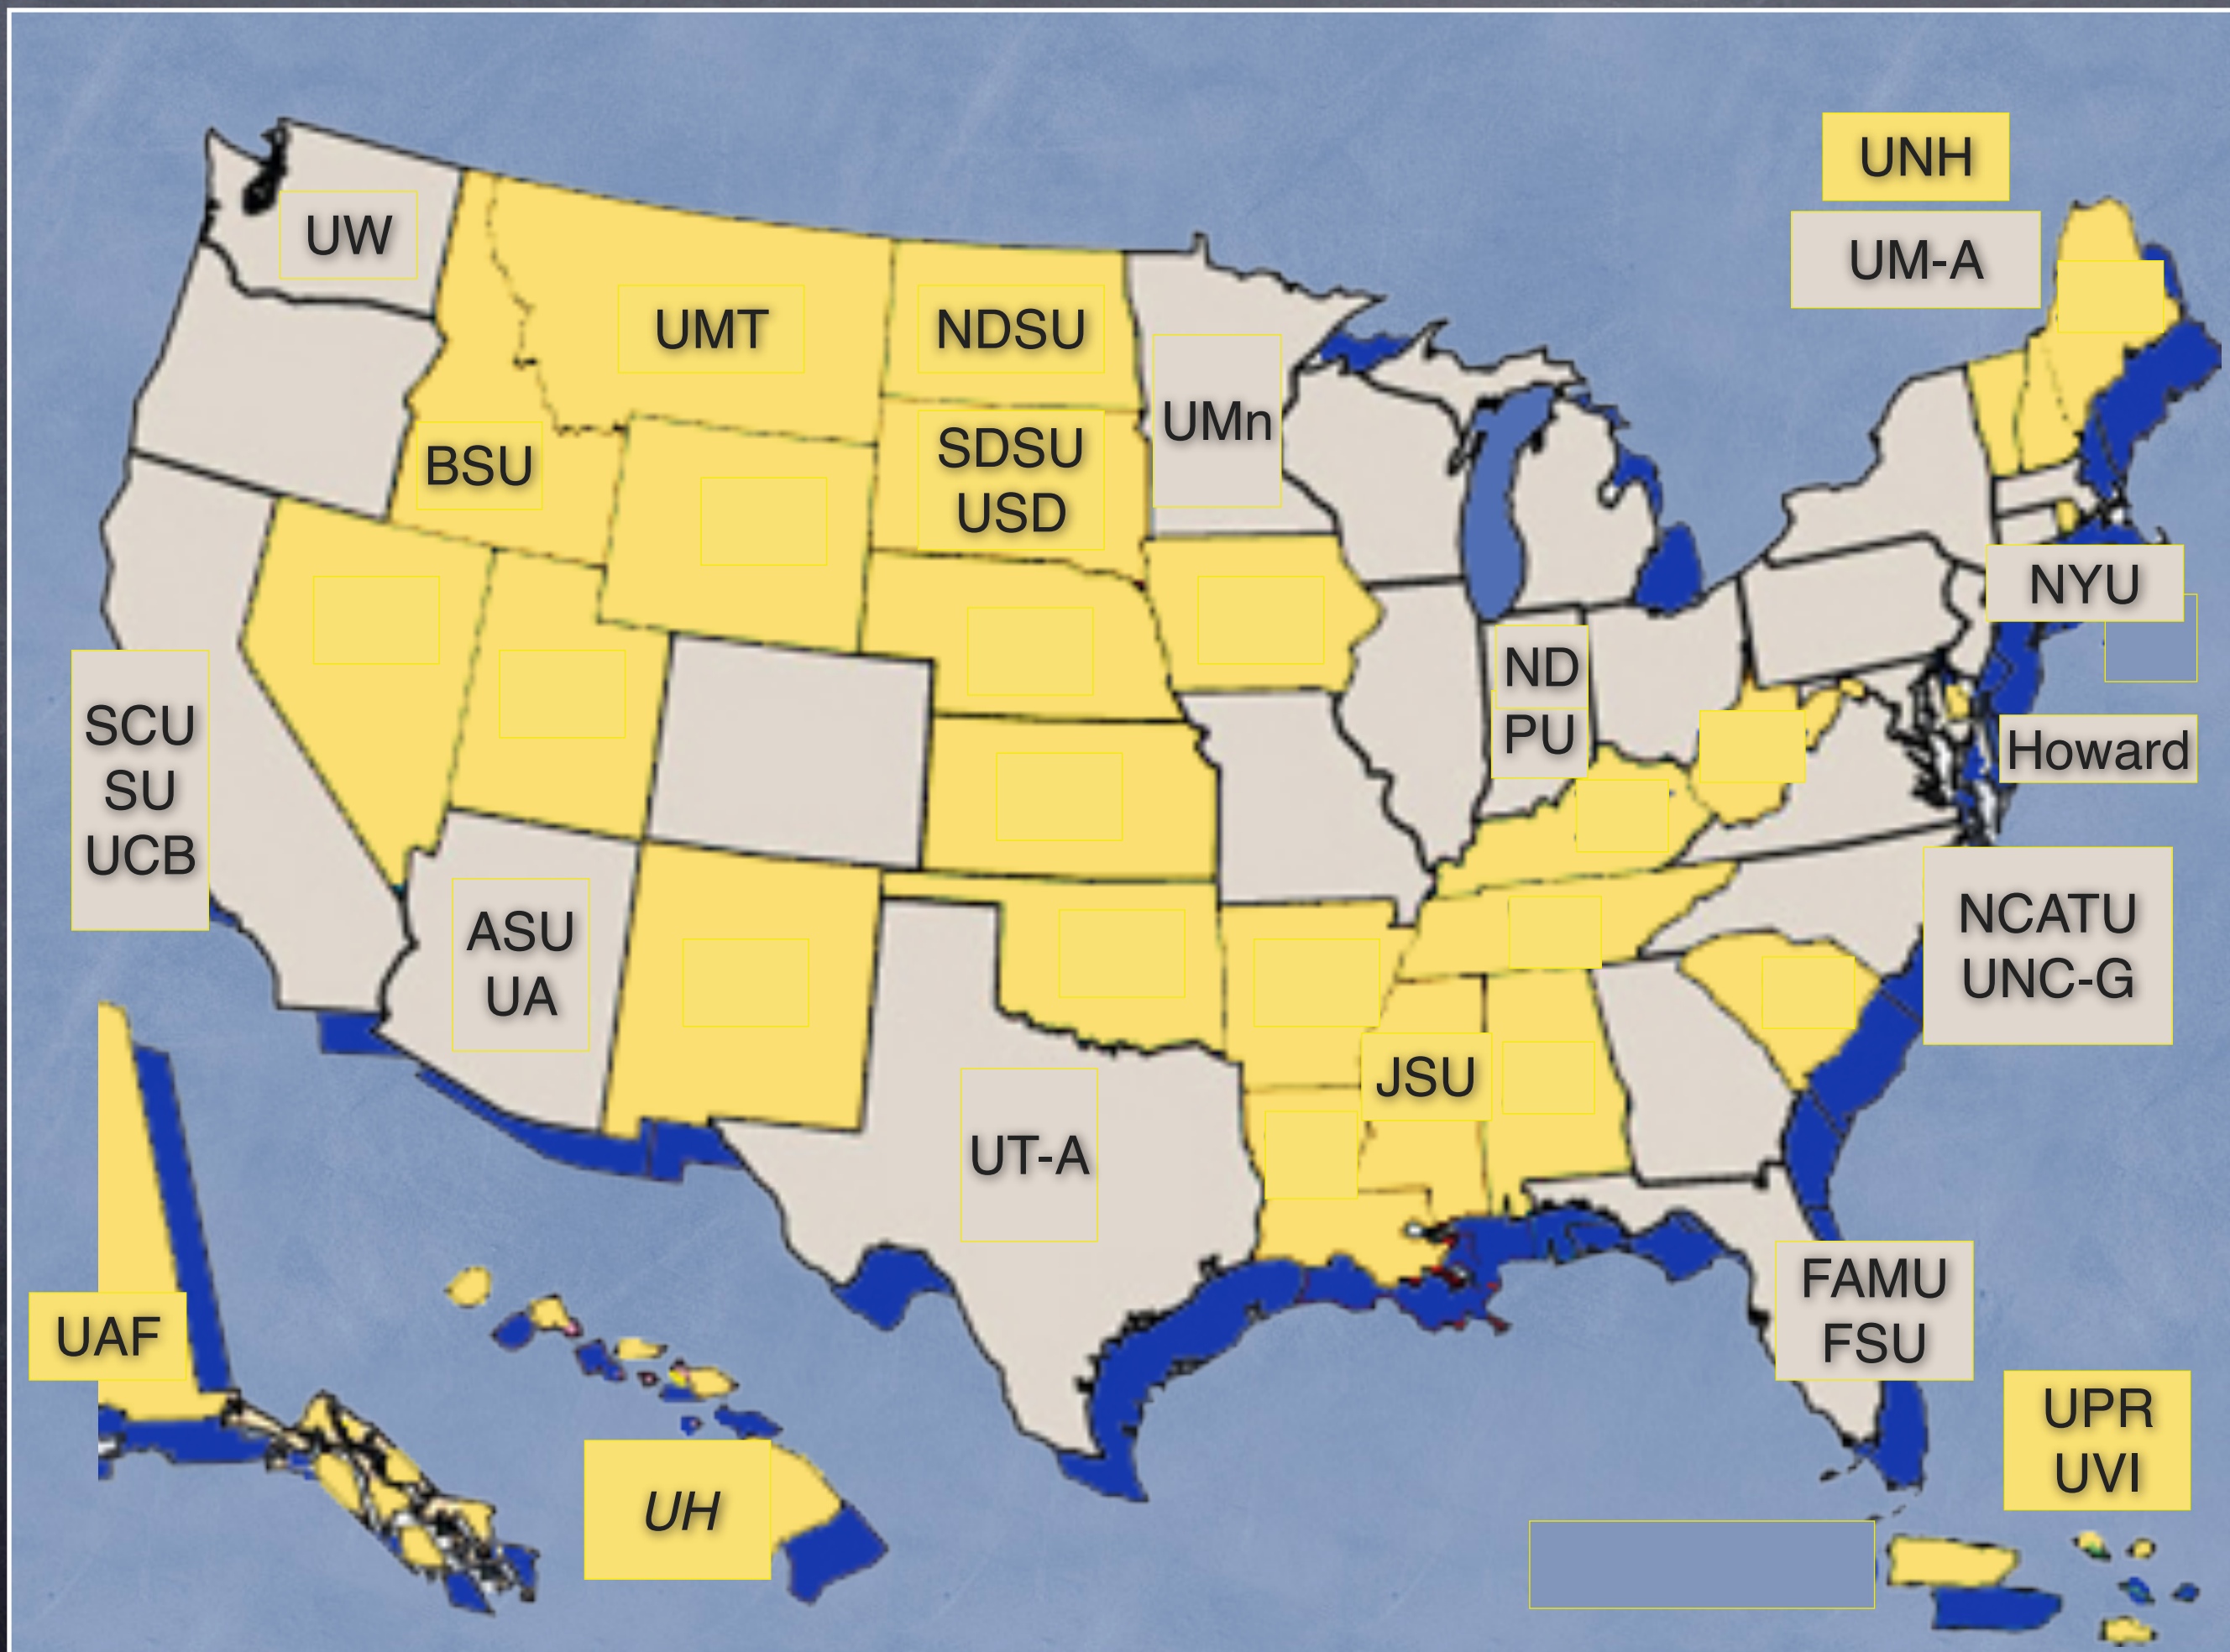 UNH
UM-A
UW
UMT
NDSU
UMn
BSU
SDSU
USD
NYU
ND
PU
Howard
SCU
SU
UCB
ASU
UA
NCATU
UNC-G
JSU
UT-A
FAMU
FSU
UAF
UPR
UVI
UH